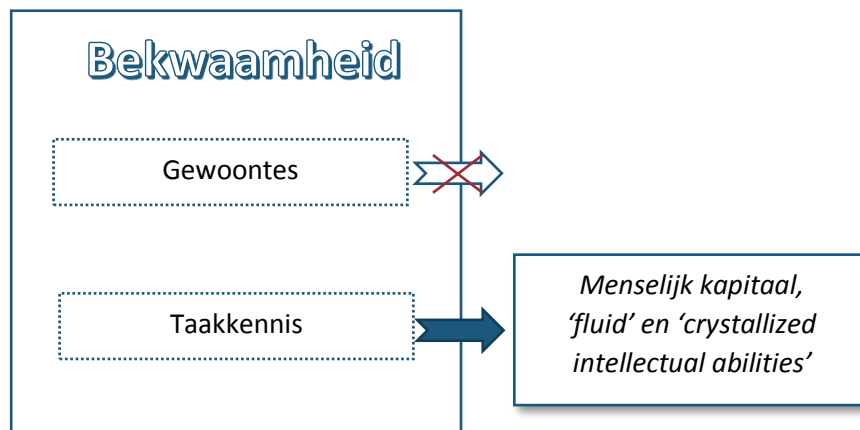 Bekwaamheid
Gewoontes
Taakkennis
Menselijk kapitaal,
‘fluid’ en ‘crystallized
intellectual abilities’